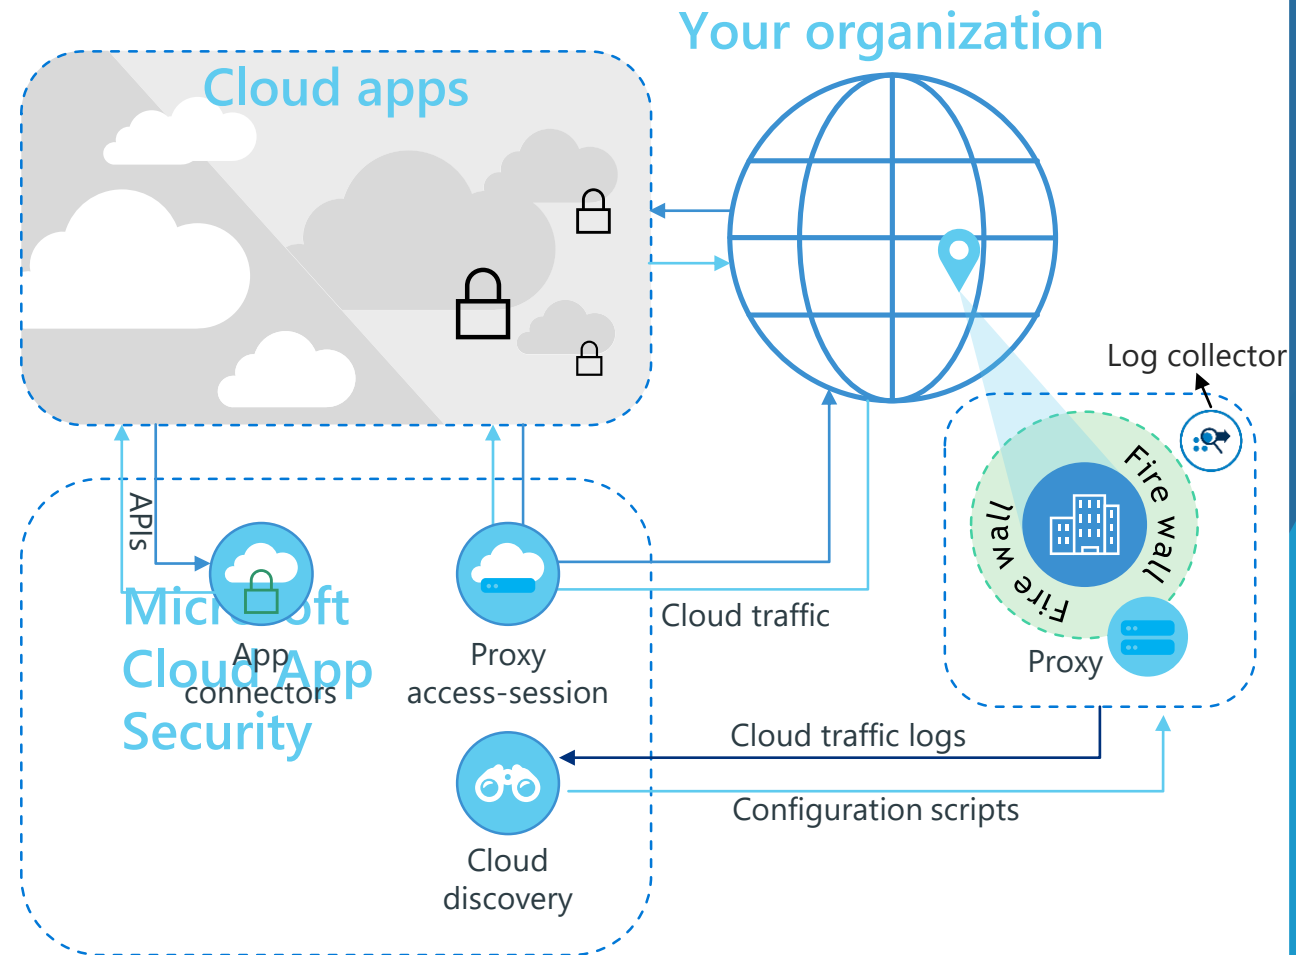 Your organization
Cloud apps
Log collector
Fire wall
Fire wall
APIs
Microsoft
Cloud App
Security
App
connectors
Proxy
access-session
Cloud traffic
Proxy
Cloud traffic logs
Configuration scripts
Cloud
discovery